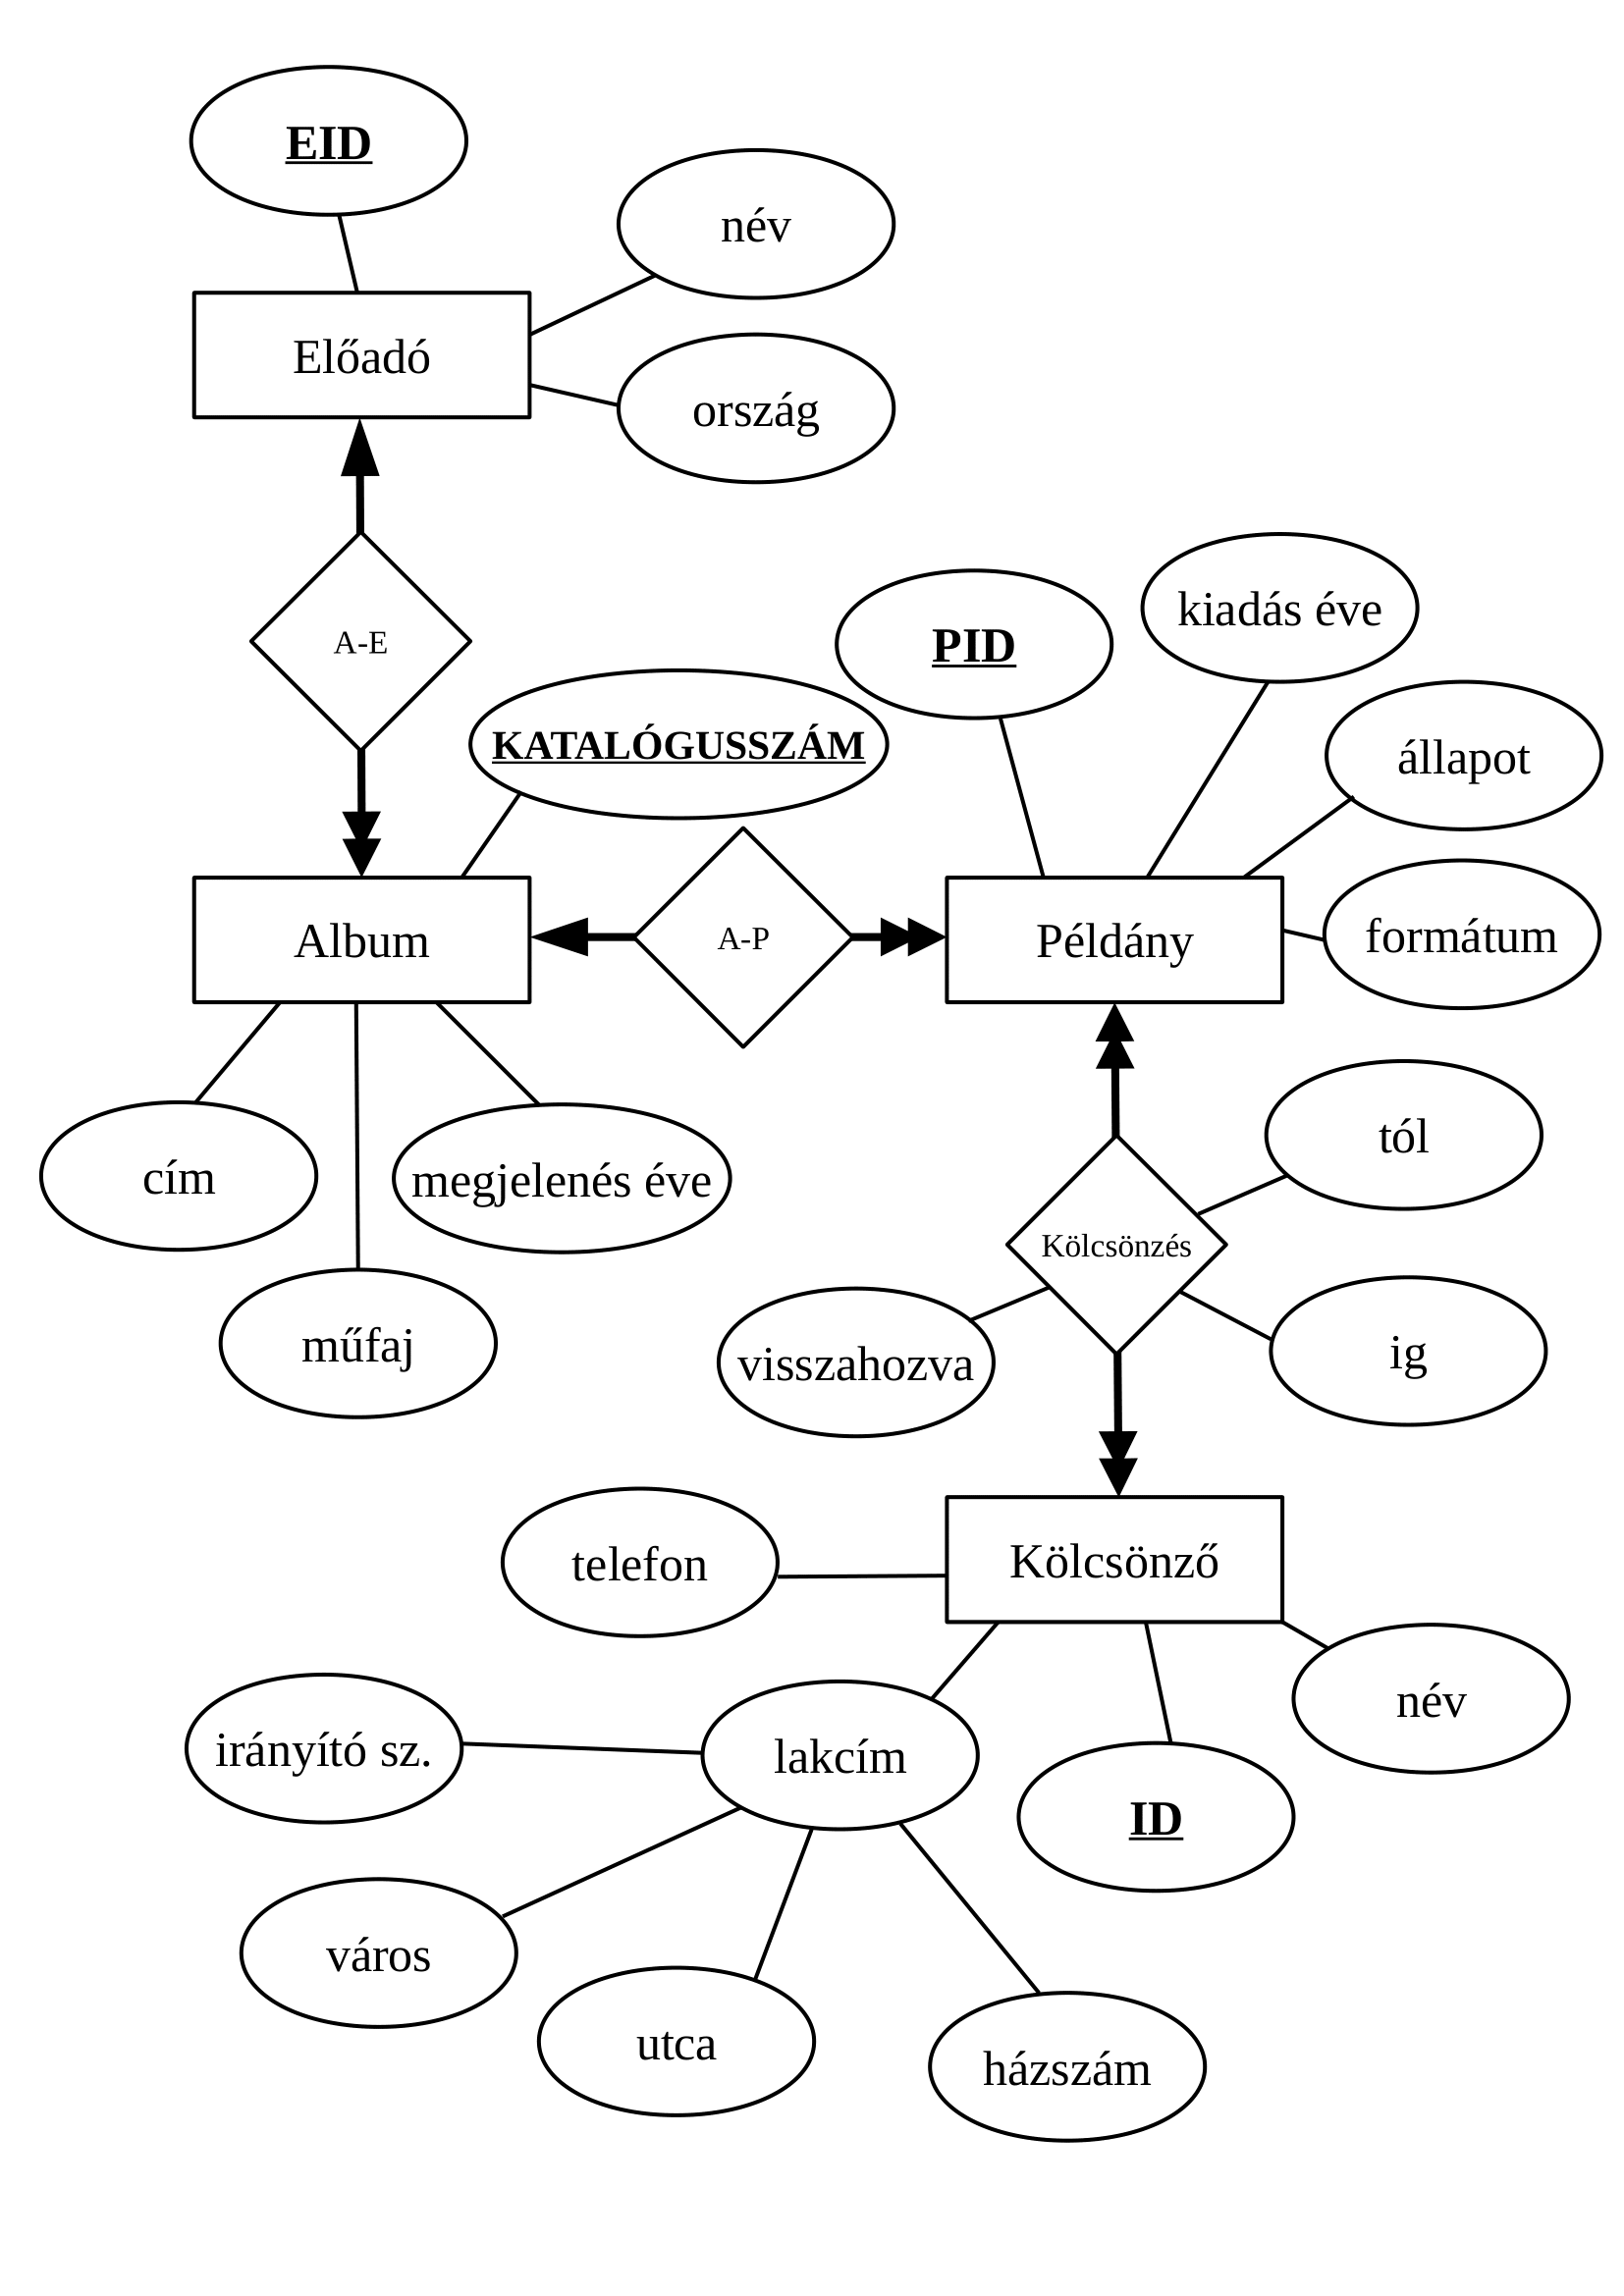 EID
név
Előadó
ország
A-E
kiadás éve
PID
KATALÓGUSSZÁM
állapot
Album
A-P
Példány
formátum
tól
cím
megjelenés éve
Kölcsönzés
műfaj
visszahozva
ig
telefon
Kölcsönző
név
irányító sz.
lakcím
ID
város
utca
házszám